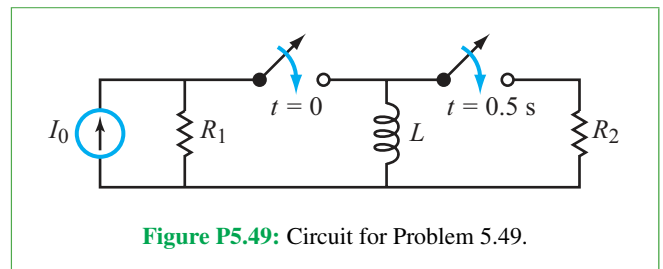 t = 0
t = 0.5 s
I0
R1
L
R2
Figure P5.49: Circuit for Problem 5.49.